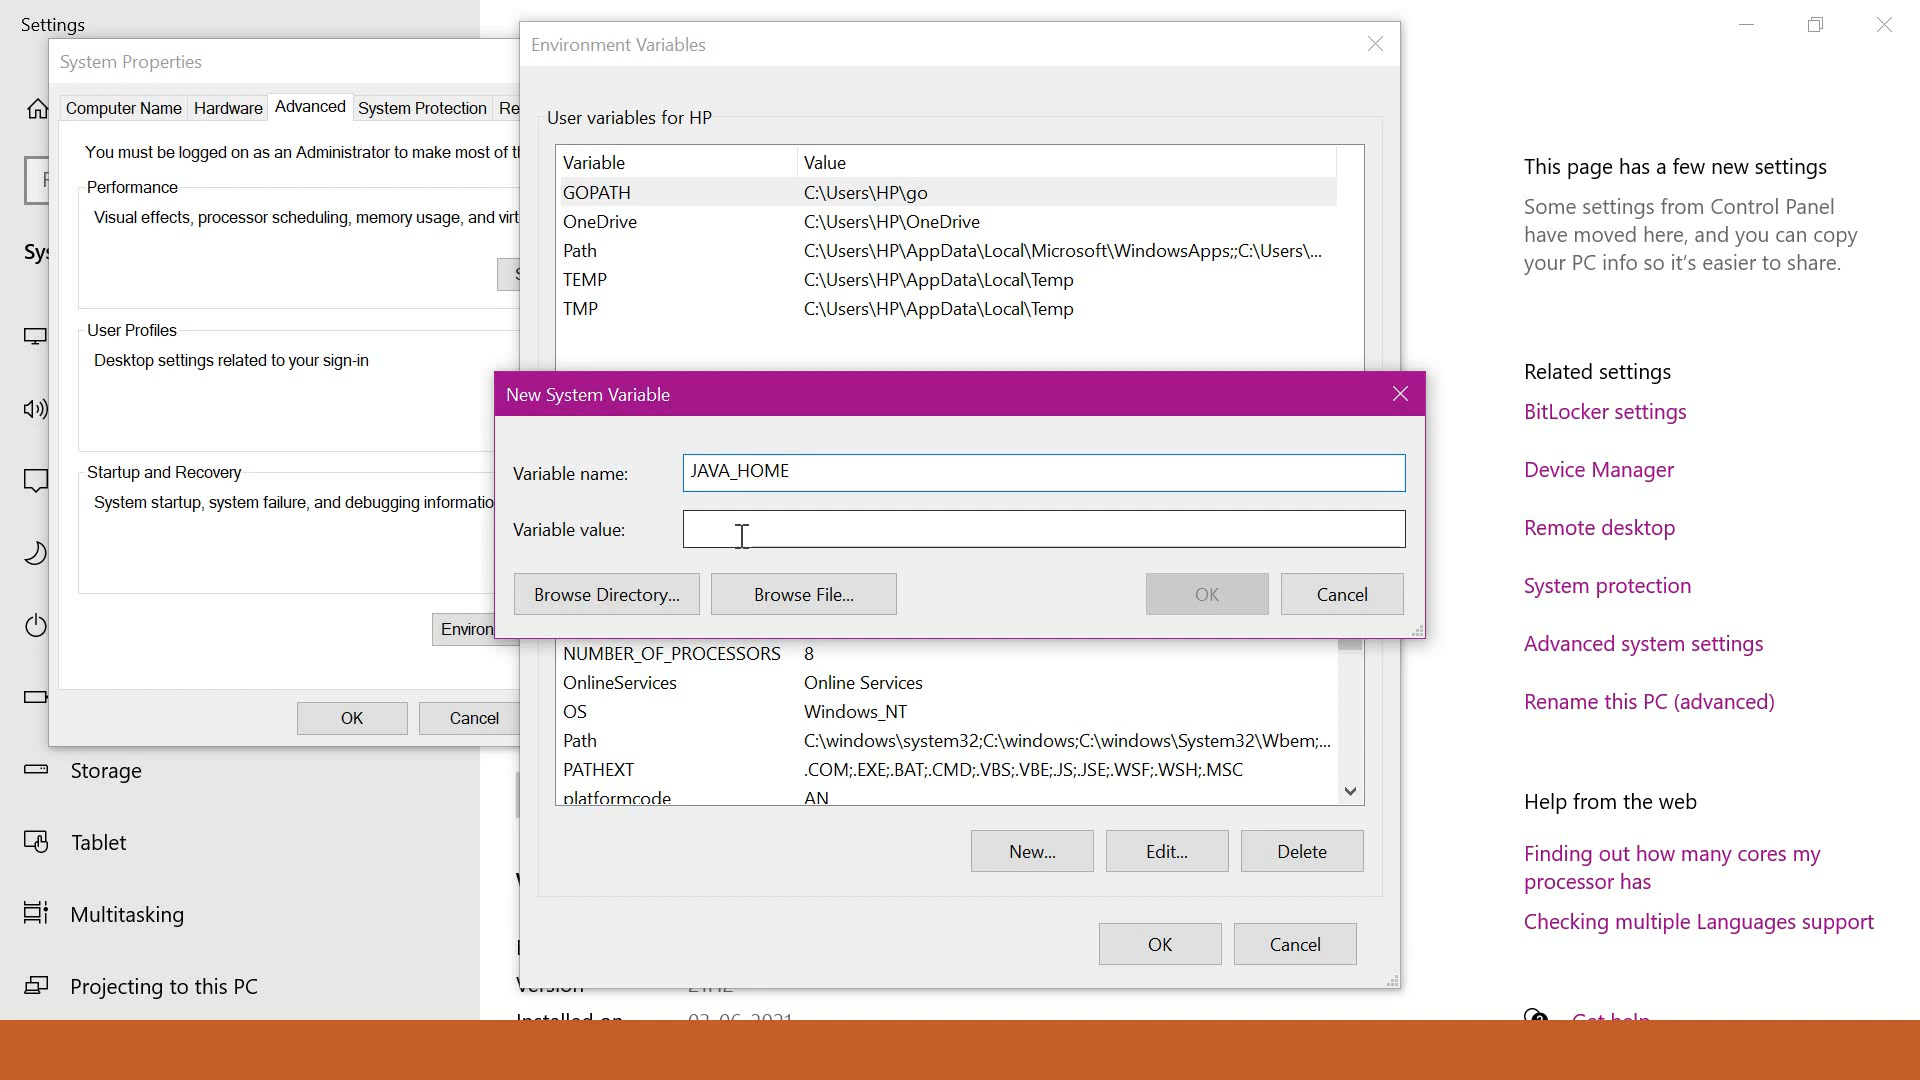 Settings
System Properties
Computer Name Hardware Advanced System Protection Re
You must be logged on as an Administrator to make most of t
Performance
Visual effects, processor scheduling, memory usage, and virt
User Profiles
Desktop settings related to your sign-in
Startup and Recovery
System startup, system failure, and debugging informatio
Environ
OK Cancel
Sys
Storage
Tablet
Multitasking
Projecting to this PC
Environment Variables
User variables for HP
Variable Value
GOPATH C:\Users\HP\go
OneDrive C:\Users\HP\OneDrive
Path C:\Users\HP\AppData\Local\Microsoft\WindowsApps;;C:\Users\...
TEMP C:\Users\HP\AppData\Local\Temp
TMP C:\Users\HP\AppData\Local\Temp
New System Variable
Variable name: JAVA_HOME
Variable value:
Browse Directory... Browse File... OK Cancel
NUMBER_OF_PROCESSORS 8
OnlineServices Online Services
OS Windows_NT
Path C:\windows\system32;C:\windows;C:\windows\System32\Wbem;...
PATHEXT .COM;.EXE;.BAT;.CMD;.VBS;.VBE;.JS;.JSE;.WSF;.WSH;.MSC
platformcode AN
New... Edit... Delete
OK Cancel
Version 21H2
Installed on 03-06-2021
This page has a few new settings
Some settings from Control Panel
have moved here, and you can copy
your PC info so it's easier to share.
Related settings
BitLocker settings
Device Manager
Remote desktop
System protection
Advanced system settings
Rename this PC (advanced)
Help from the web
Finding out how many cores my
processor has
Checking multiple Languages support
Get help